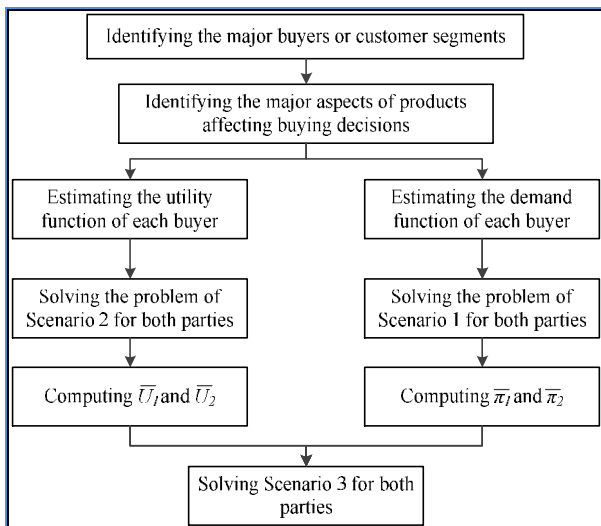 Identifying the major buyers or customer segments
Identifying the major aspects of products
affecting buying decisions
Estimating the utility
function of each buyer
Estimating the demand
function of each buyer
Solving the problem of
Scenario 2 for both parties
Solving the problem of
Scenario 1 for both parties
Computing U̅₁ and U̅₂
Computing π̅₁ and π̅₂
Solving Scenario 3 for both
parties